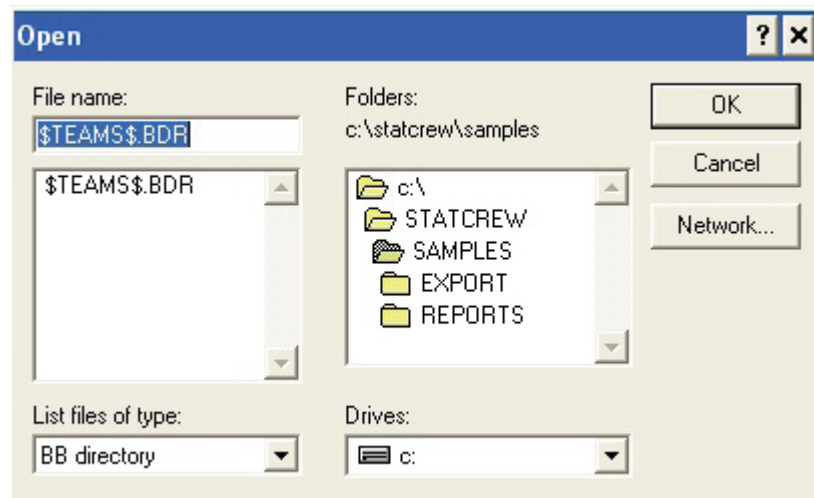 Open
File name:
$TEAMS$.BDR
$TEAMS$.BDR
List files of type:
BB directory
Folders:
c:\statcrew\samples
c:\
STATCREW
SAMPLES
EXPORT
REPORTS
Drives:
c:
OK
Cancel
Network...